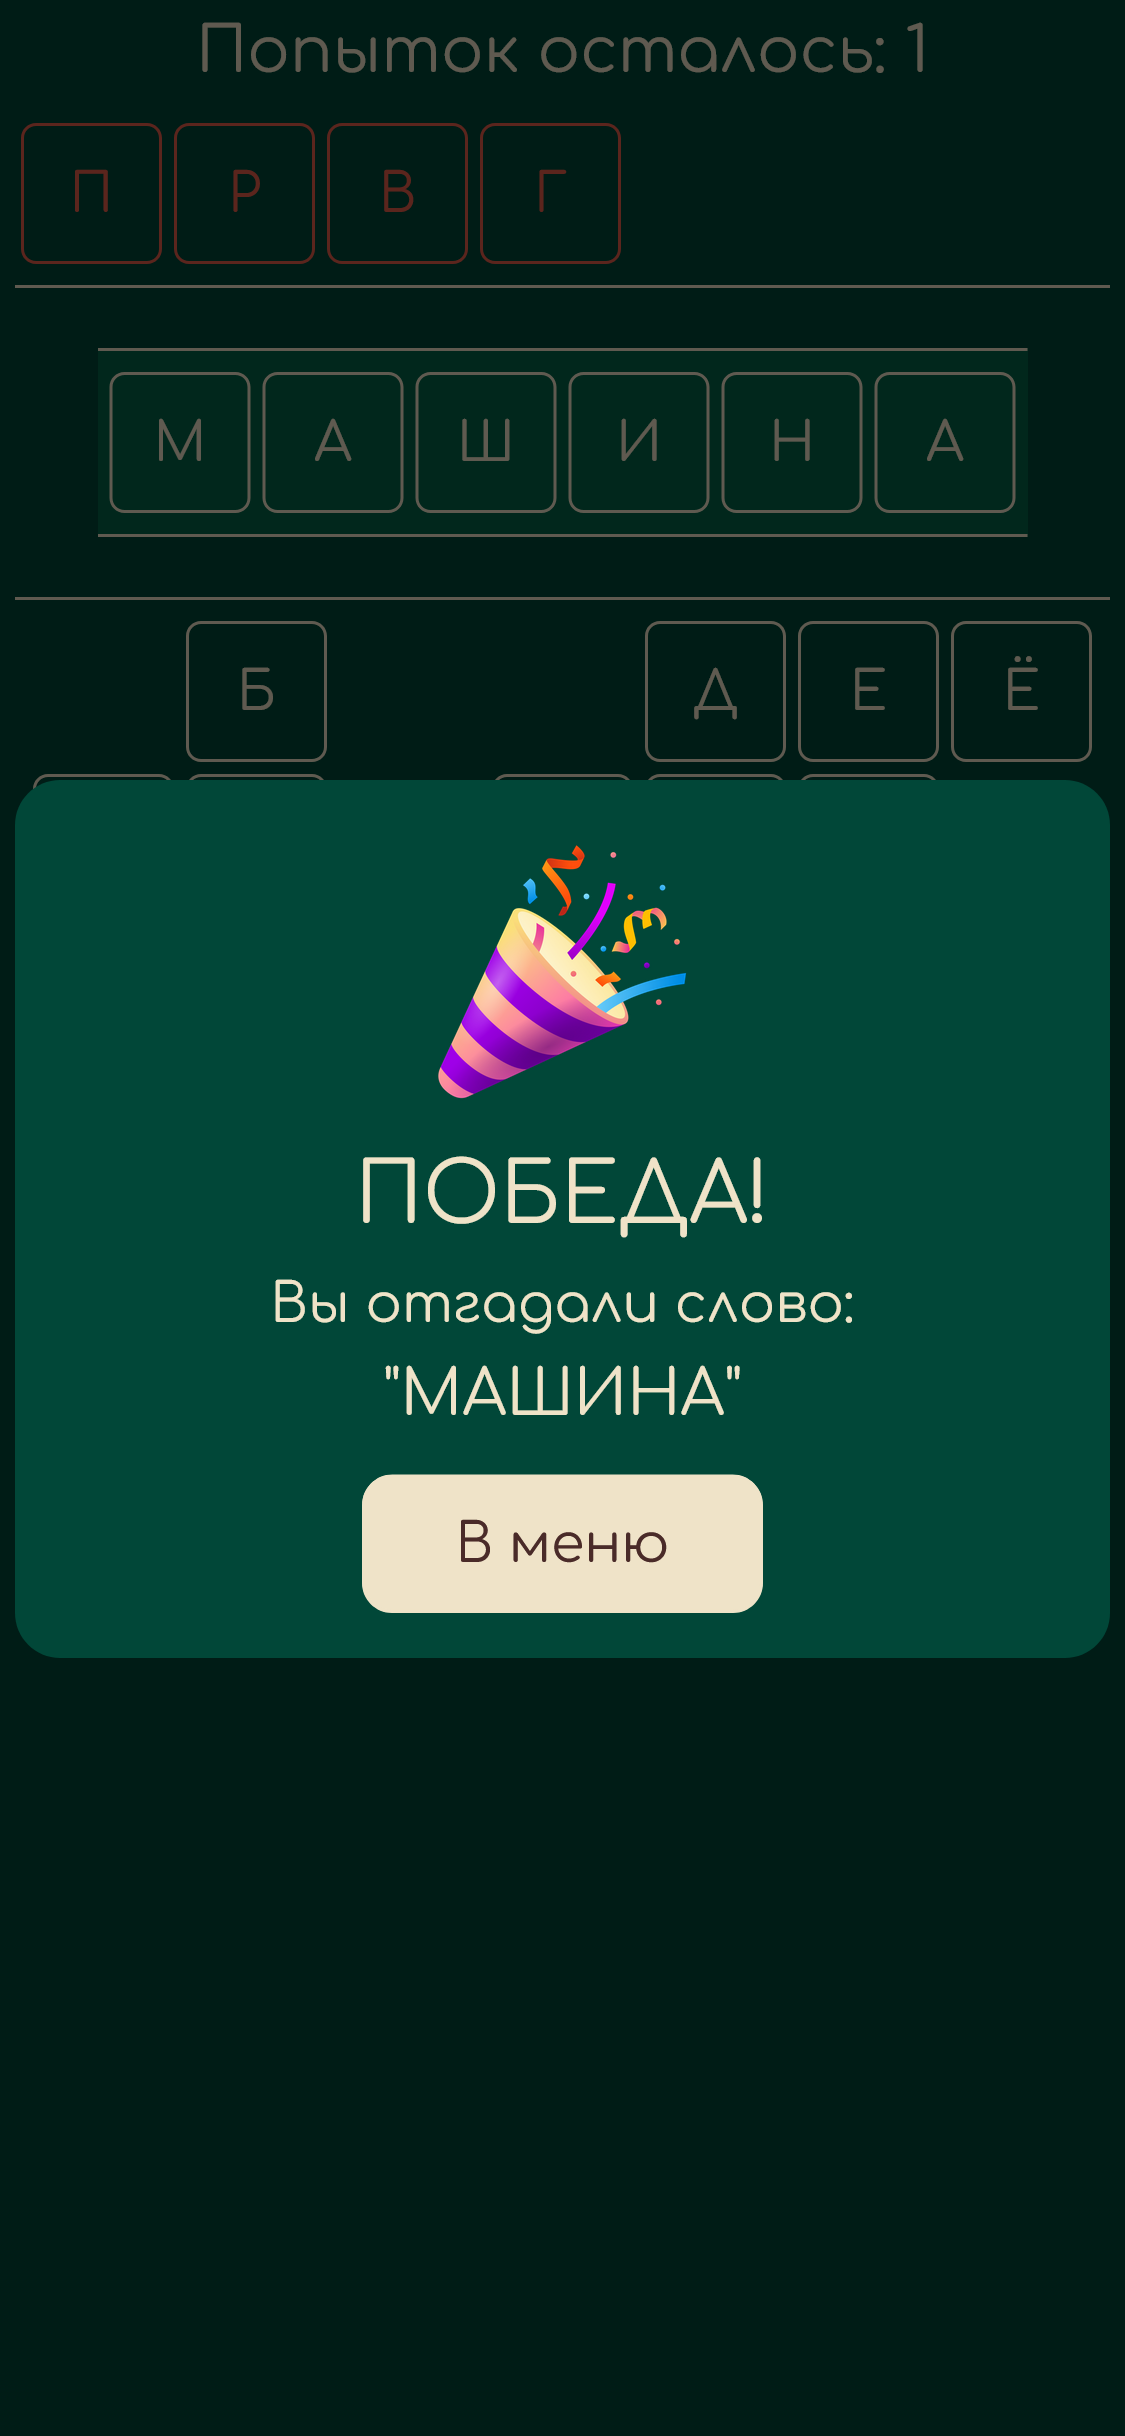 Попыток осталось: 1
П Р В Г
М А Ш И Н А
Б Д Е Ё
ПОБЕДА!
Вы отгадали слово:
"МАШИНА"
В меню